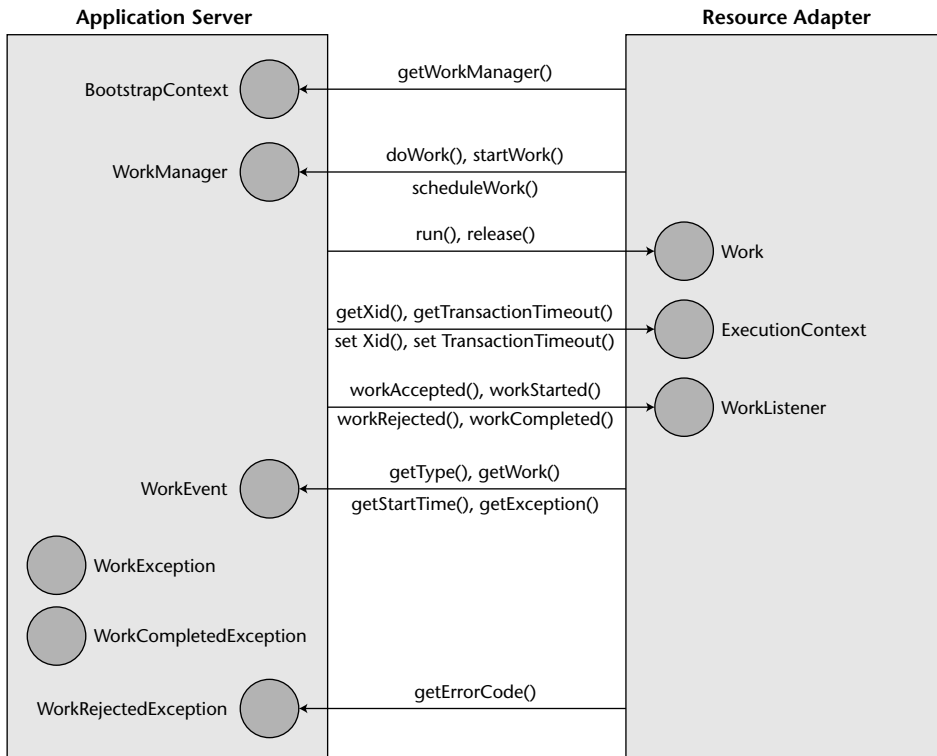 Application Server
Resource Adapter
getWorkManager()
BootstrapContext
doWork(), startWork()
WorkManager
scheduleWork()
run(), release()
Work
getXid(), getTransactionTimeout()
ExecutionContext
set Xid(), set TransactionTimeout()
workAccepted(), workStarted()
WorkListener
workRejected(), workCompleted()
getType(), getWork()
WorkEvent
getStartTime(), getException()
WorkException
WorkCompletedException
getErrorCode()
WorkRejectedException